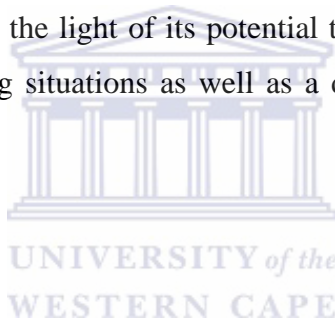 the light of its potential t
g situations as well as a
UNIVERSITY of the
WESTERN CAPE